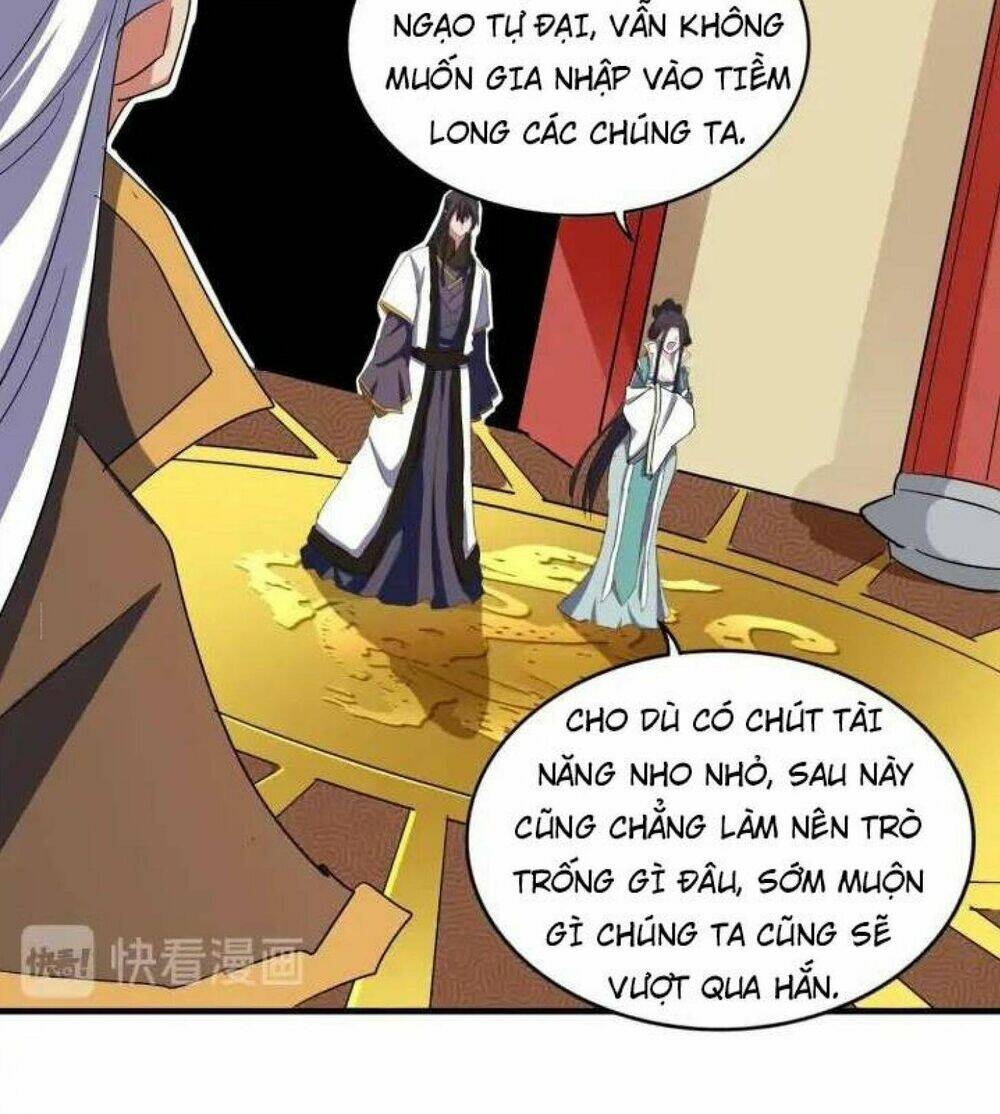 NGẠO TỰ ĐẠI, VẪN KHÔNG
MUỐN GIA NHẬP VÀO TIỀM
LONG CÁC CHÚNG TA.
CHO DÙ CÓ CHÚT TÀI
NĂNG NHO NHỎ, SAU NÀY
CŨNG CHẲNG LÀM NÊN TRÒ
TRỐNG GÌ ĐÂU, SỚM MUỘN
GÌ CHÚNG TA CŨNG SẼ
VƯỢT QUA HẮN.
快看! 快看漫画